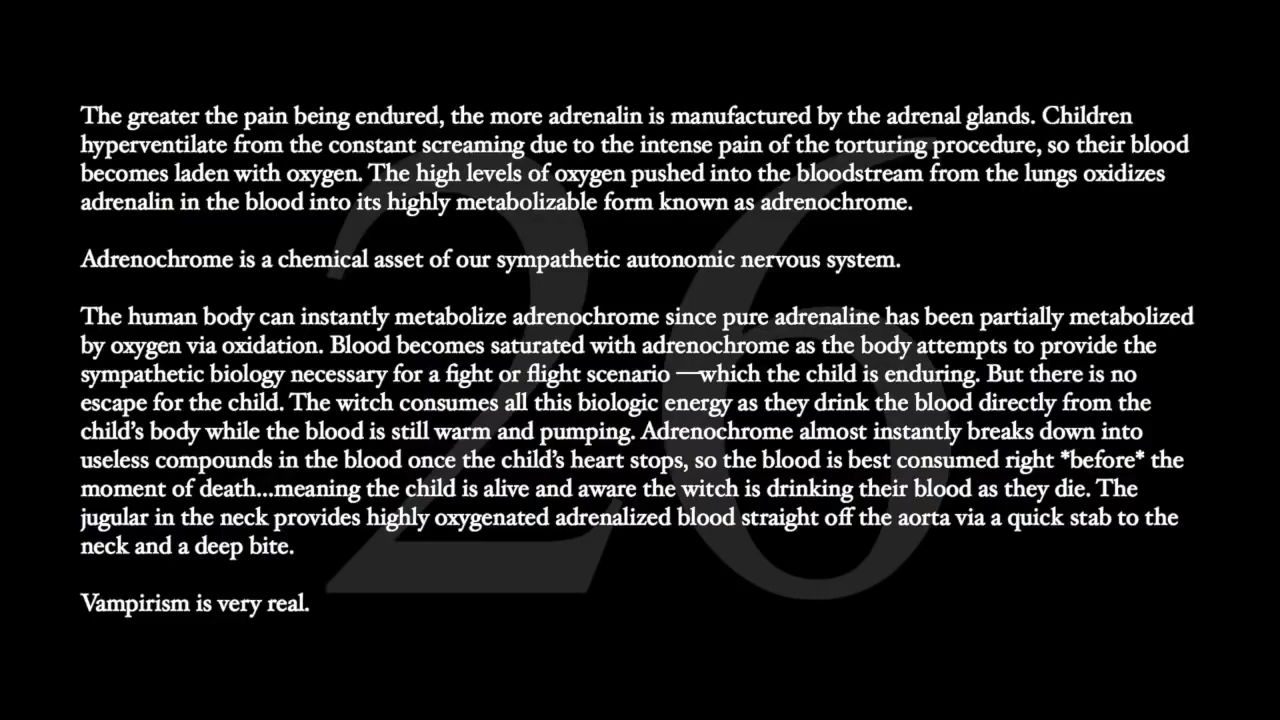 The greater the pain being endured, the more adrenalin is manufactured by the adrenal glands. Children
hyperventilate from the constant screaming due to the intense pain of the torturing procedure, so their blood
becomes laden with oxygen. The high levels of oxygen pushed into the bloodstream from the lungs oxidizes
adrenalin in the blood into its highly metabolizable form known as adrenochrome.
Adrenochrome is a chemical asset of our sympathetic autonomic nervous system.
The human body can instantly metabolize adrenochrome since pure adrenaline has been partially metabolized
by oxygen via oxidation. Blood becomes saturated with adrenochrome as the body attempts to provide the
sympathetic biology necessary for a fight or flight scenario —which the child is enduring. But there is no
escape for the child. The witch consumes all this biologic energy as they drink the blood directly from the
child’s body while the blood is still warm and pumping. Adrenochrome almost instantly breaks down into
useless compounds in the blood once the child’s heart stops, so the blood is best consumed right *before* the
moment of death...meaning the child is alive and aware the witch is drinking their blood as they die. The
jugular in the neck provides highly oxygenated adrenalized blood straight off the aorta via a quick stab to the
neck and a deep bite.
Vampirism is very real.
26